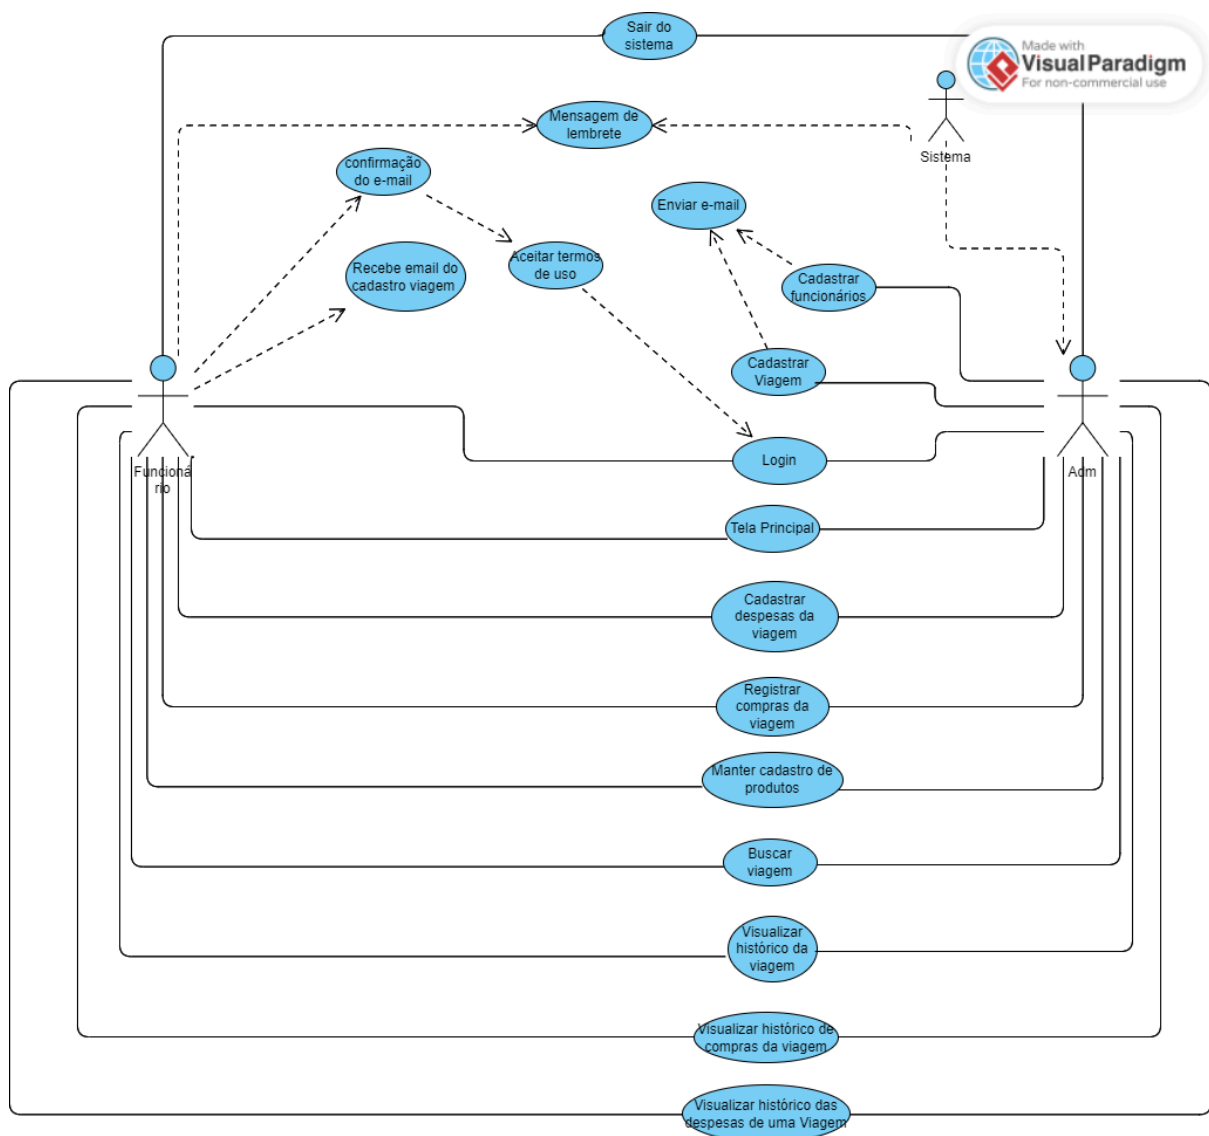 Sair do
sistema
Made with
VisualParadigm
For non-commercial use
Mensagem de
lembrete
Sistema
confirmação
do e-mail
Enviar e-mail
Recebe email do
cadastro viagem
Aceitar termos
de uso
Cadastrar
funcionários
Cadastrar
Viagem
Login
Funcioná
rio
Adm
Tela Principal
Cadastrar
despesas da
viagem
Registrar
compras da
viagem
Manter cadastro de
produtos
Buscar
viagem
Visualizar
histórico da
viagem
Visualizar histórico de
compras da viagem
Visualizar histórico das
despesas de uma Viagem